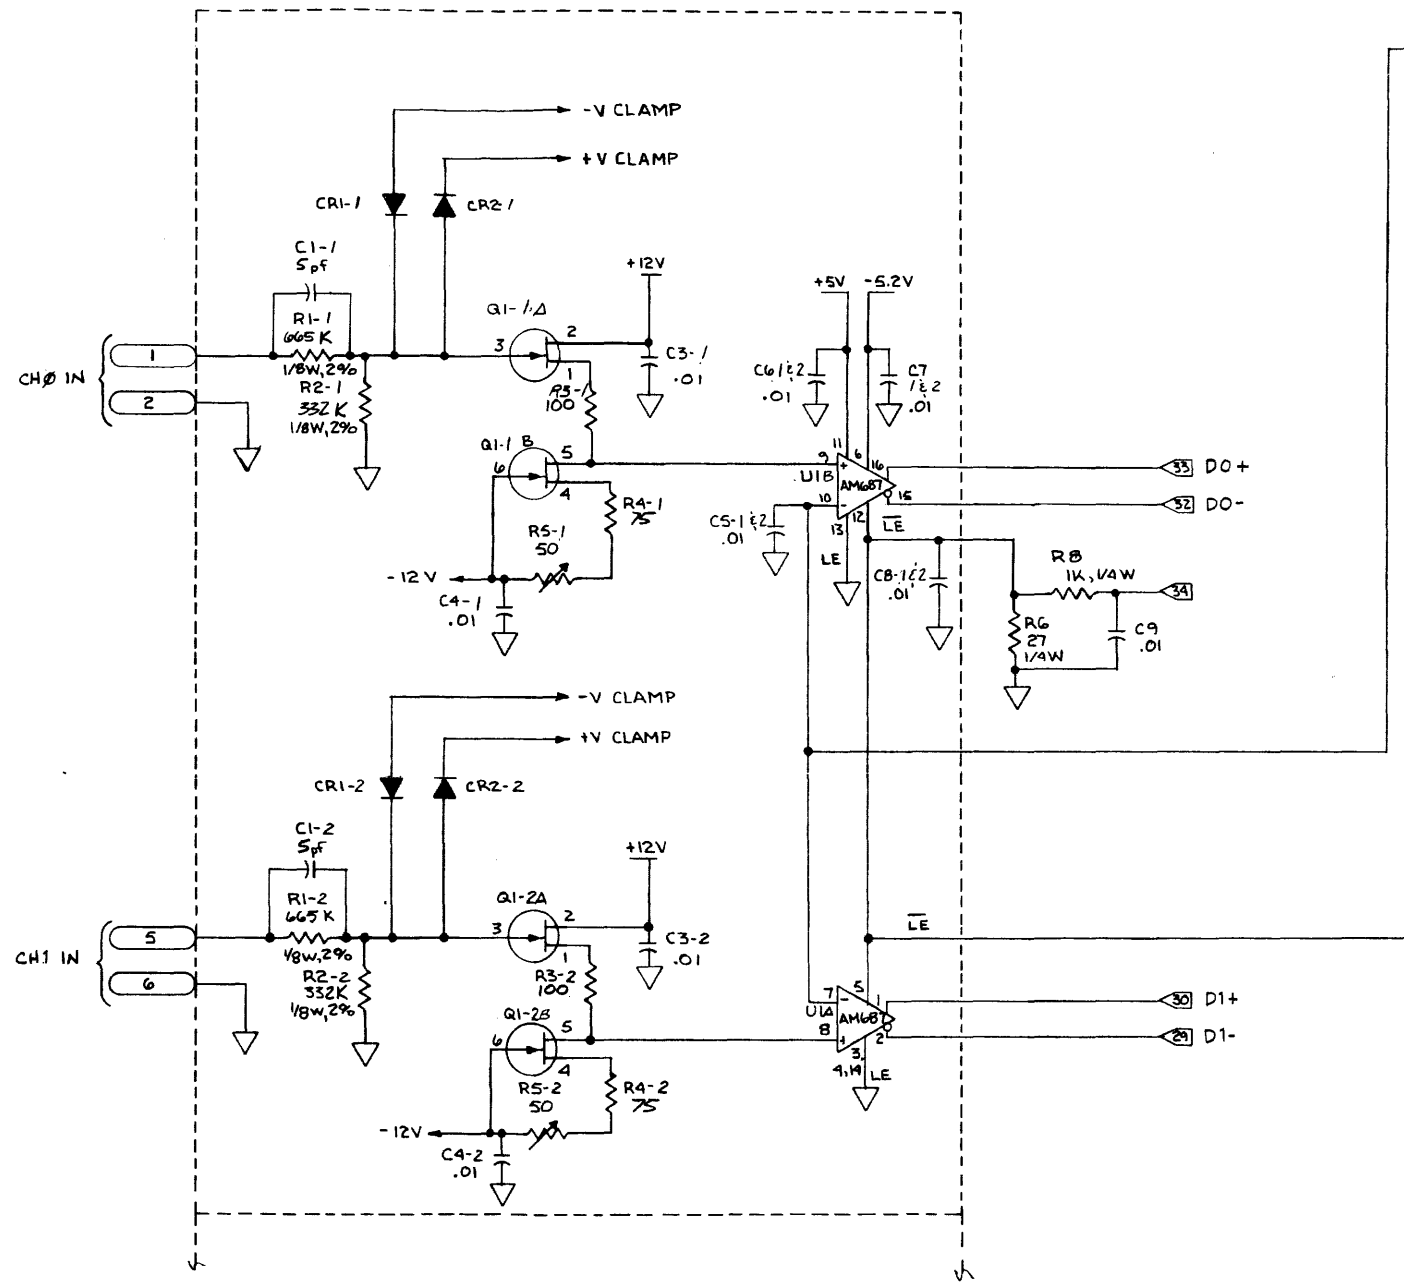 -V CLAMP
+V CLAMP
CR1-1
CR2-1
C1-1
5pf
+12V
Q1-1A
+5V
-5.2V
R1-1
665K
2
3
1
1/8W, 2%
C3-1
.01
C6 1&2
.01
C7
1&2
.01
CHØ IN
1
2
R2-1
332K
1/8W, 2%
R3-1
100
Q1-1B
5
6
4
9
11
6
16
+
U1B
AM687
10
-
15
13
12
LE
LE
33 D0+
32 D0-
R4-1
75
R5-1
50
C5-1&2
.01
-12V
C4-1
.01
C8-1&2
.01
R8
1K, 1/4W
34
R6
27
1/4W
C9
.01
-V CLAMP
+V CLAMP
CR1-2
CR2-2
C1-2
5pf
+12V
R1-2
665K
Q1-2A
2
3
1
1/8W, 2%
C3-2
.01
LE
CH1 IN
5
6
R2-2
332K
1/8W, 2%
R3-2
100
Q1-2B
5
6
4
7
5
1
-
U1A
AM687
8
+
2
3
4,14
LE
30 D1+
29 D1-
R5-2
50
R4-2
75
-12V
C4-2
.01